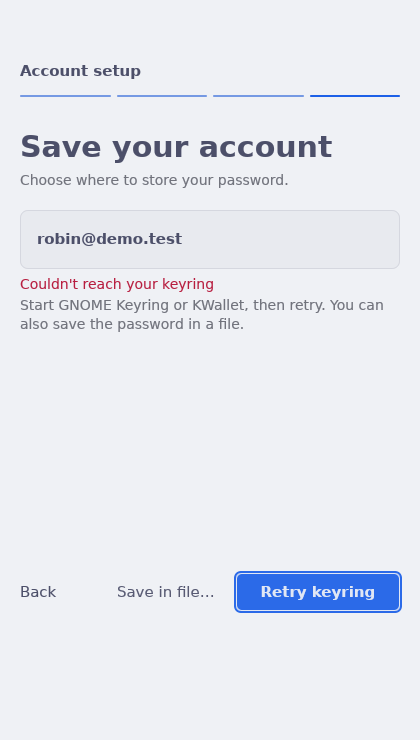 Account setup
Save your account
Choose where to store your password.
robin@demo.test
Couldn't reach your keyring
Start GNOME Keyring or KWallet, then retry. You can
also save the password in a file.
Back
Save in file…
Retry keyring